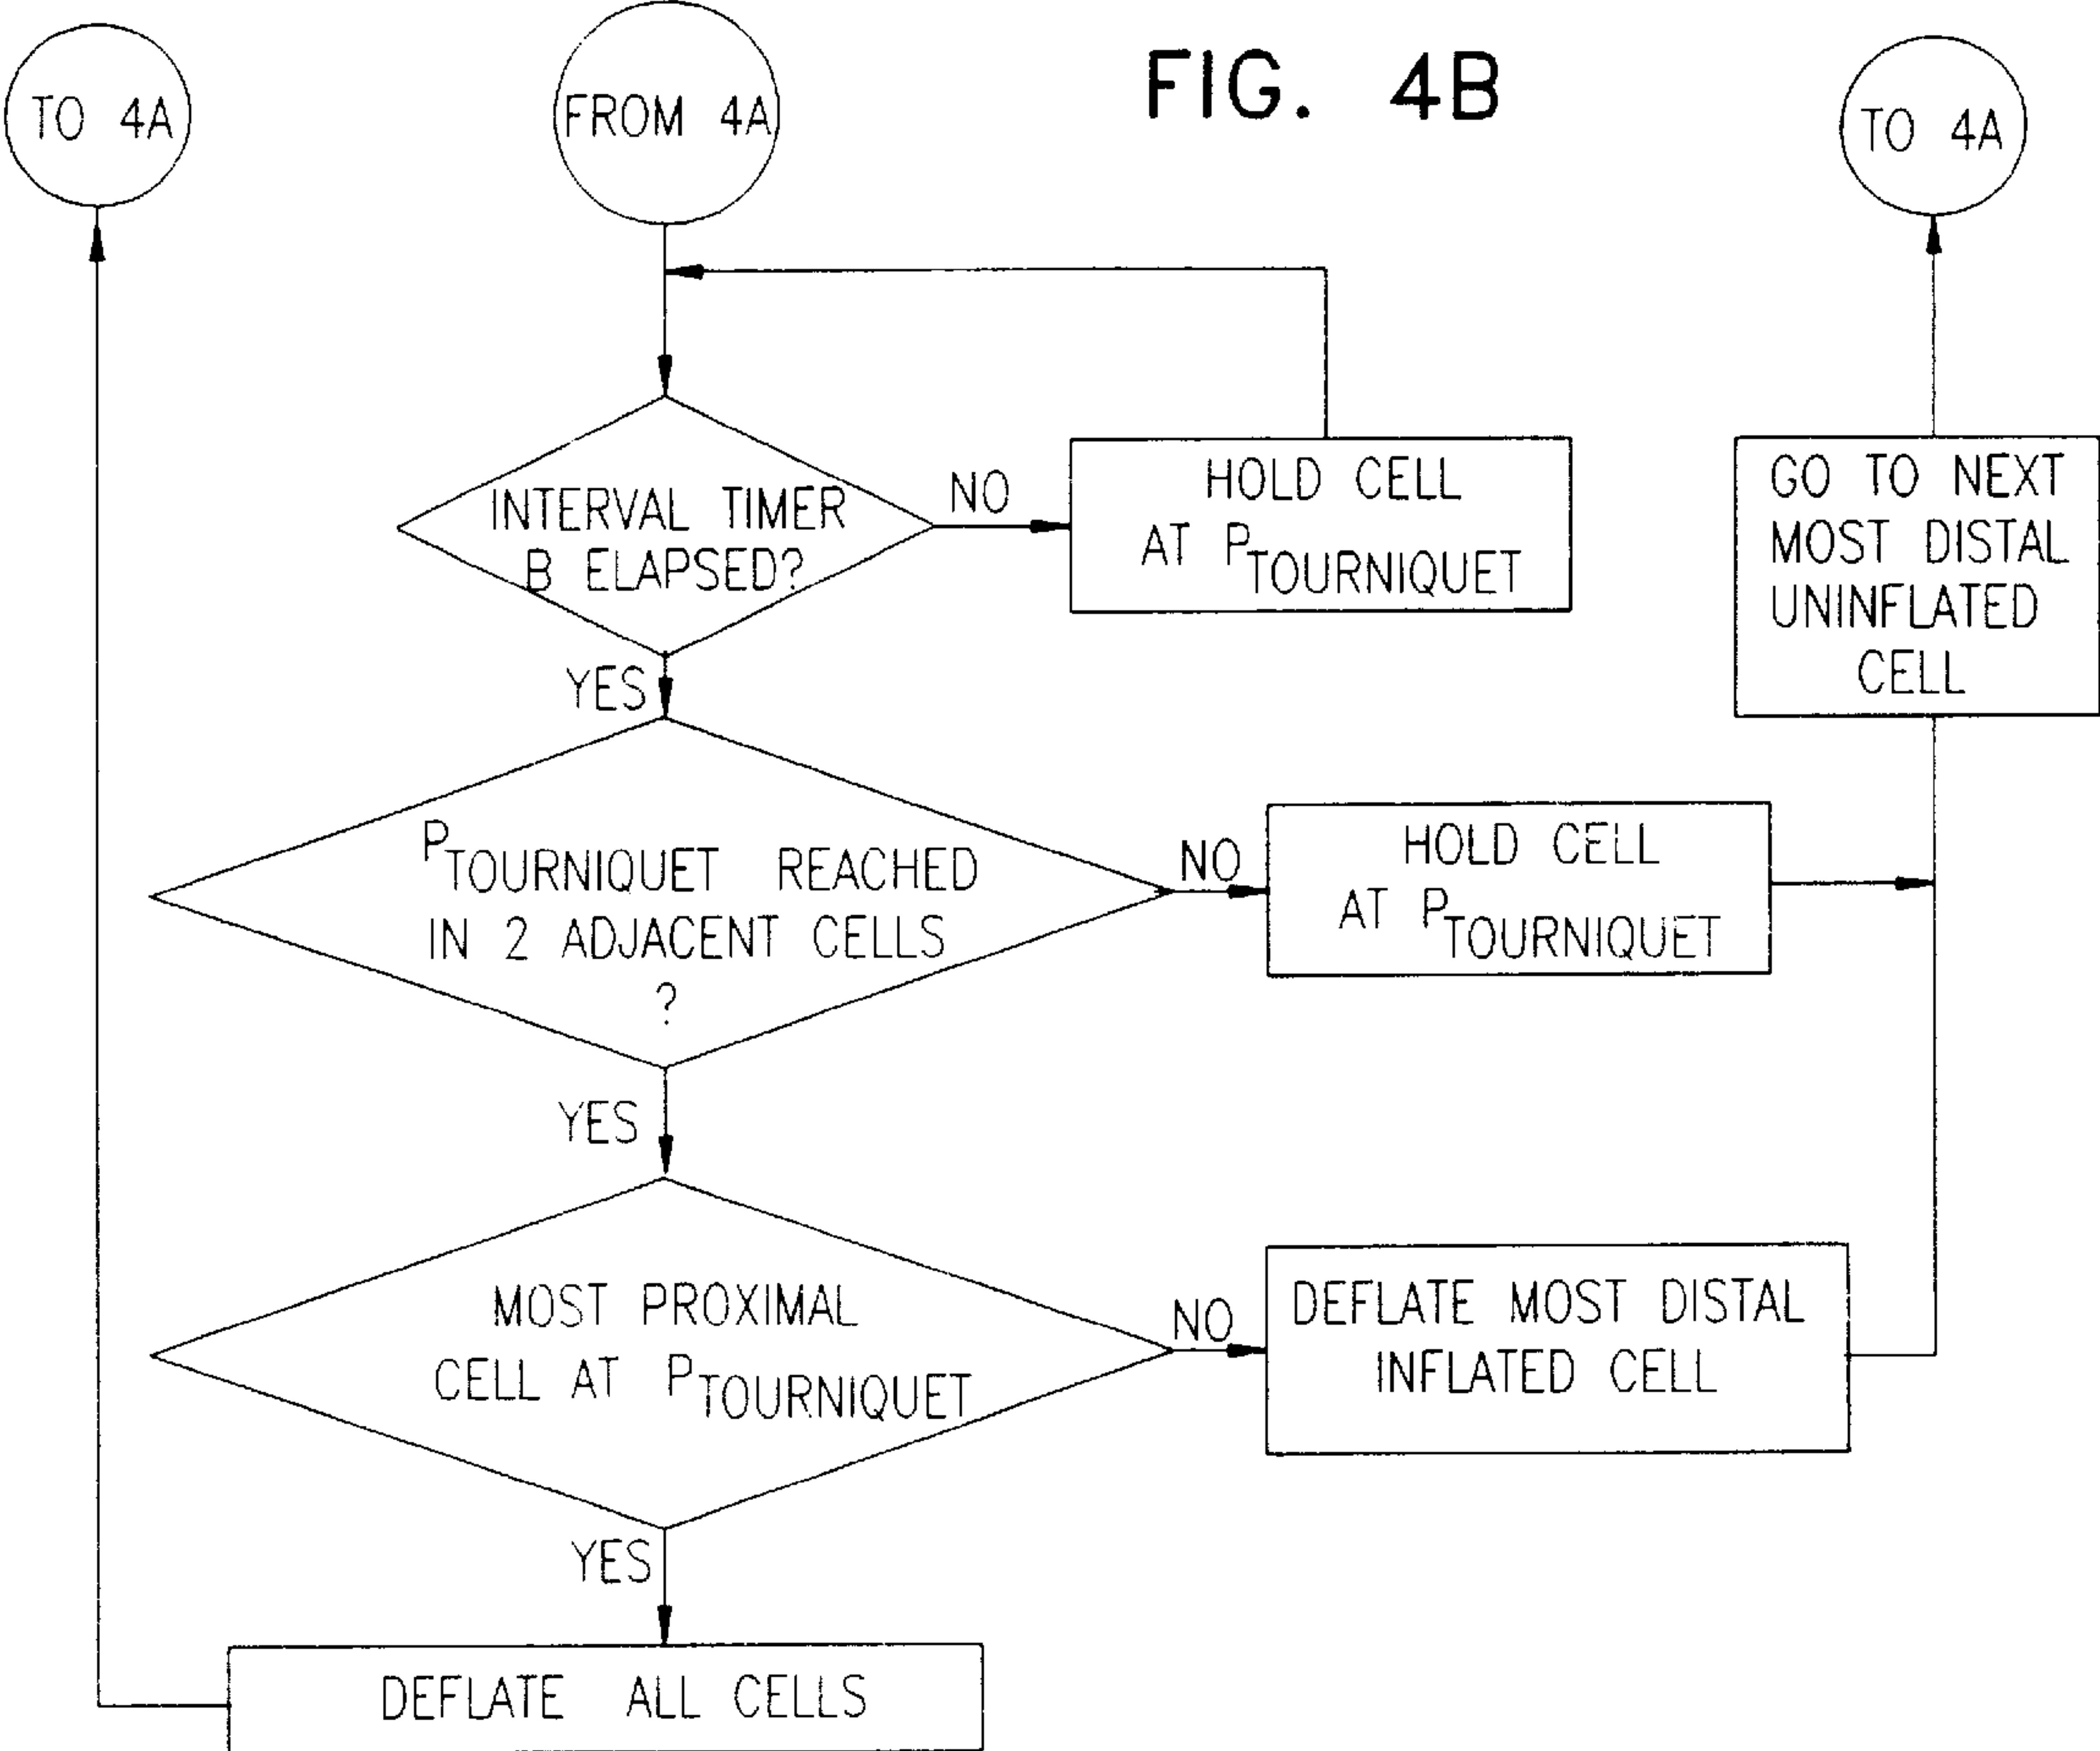 TO 4A
FROM 4A
FIG. 4B
TO 4A
INTERVAL TIMER
B ELAPSED?
NO
HOLD CELL
AT PTOURNIQUET
GO TO NEXT
MOST DISTAL
UNINFLATED
CELL
YES
PTOURNIQUET REACHED
IN 2 ADJACENT CELLS
?
NO
HOLD CELL
AT PTOURNIQUET
YES
MOST PROXIMAL
CELL AT PTOURNIQUET
NO
DEFLATE MOST DISTAL
INFLATED CELL
YES
DEFLATE ALL CELLS